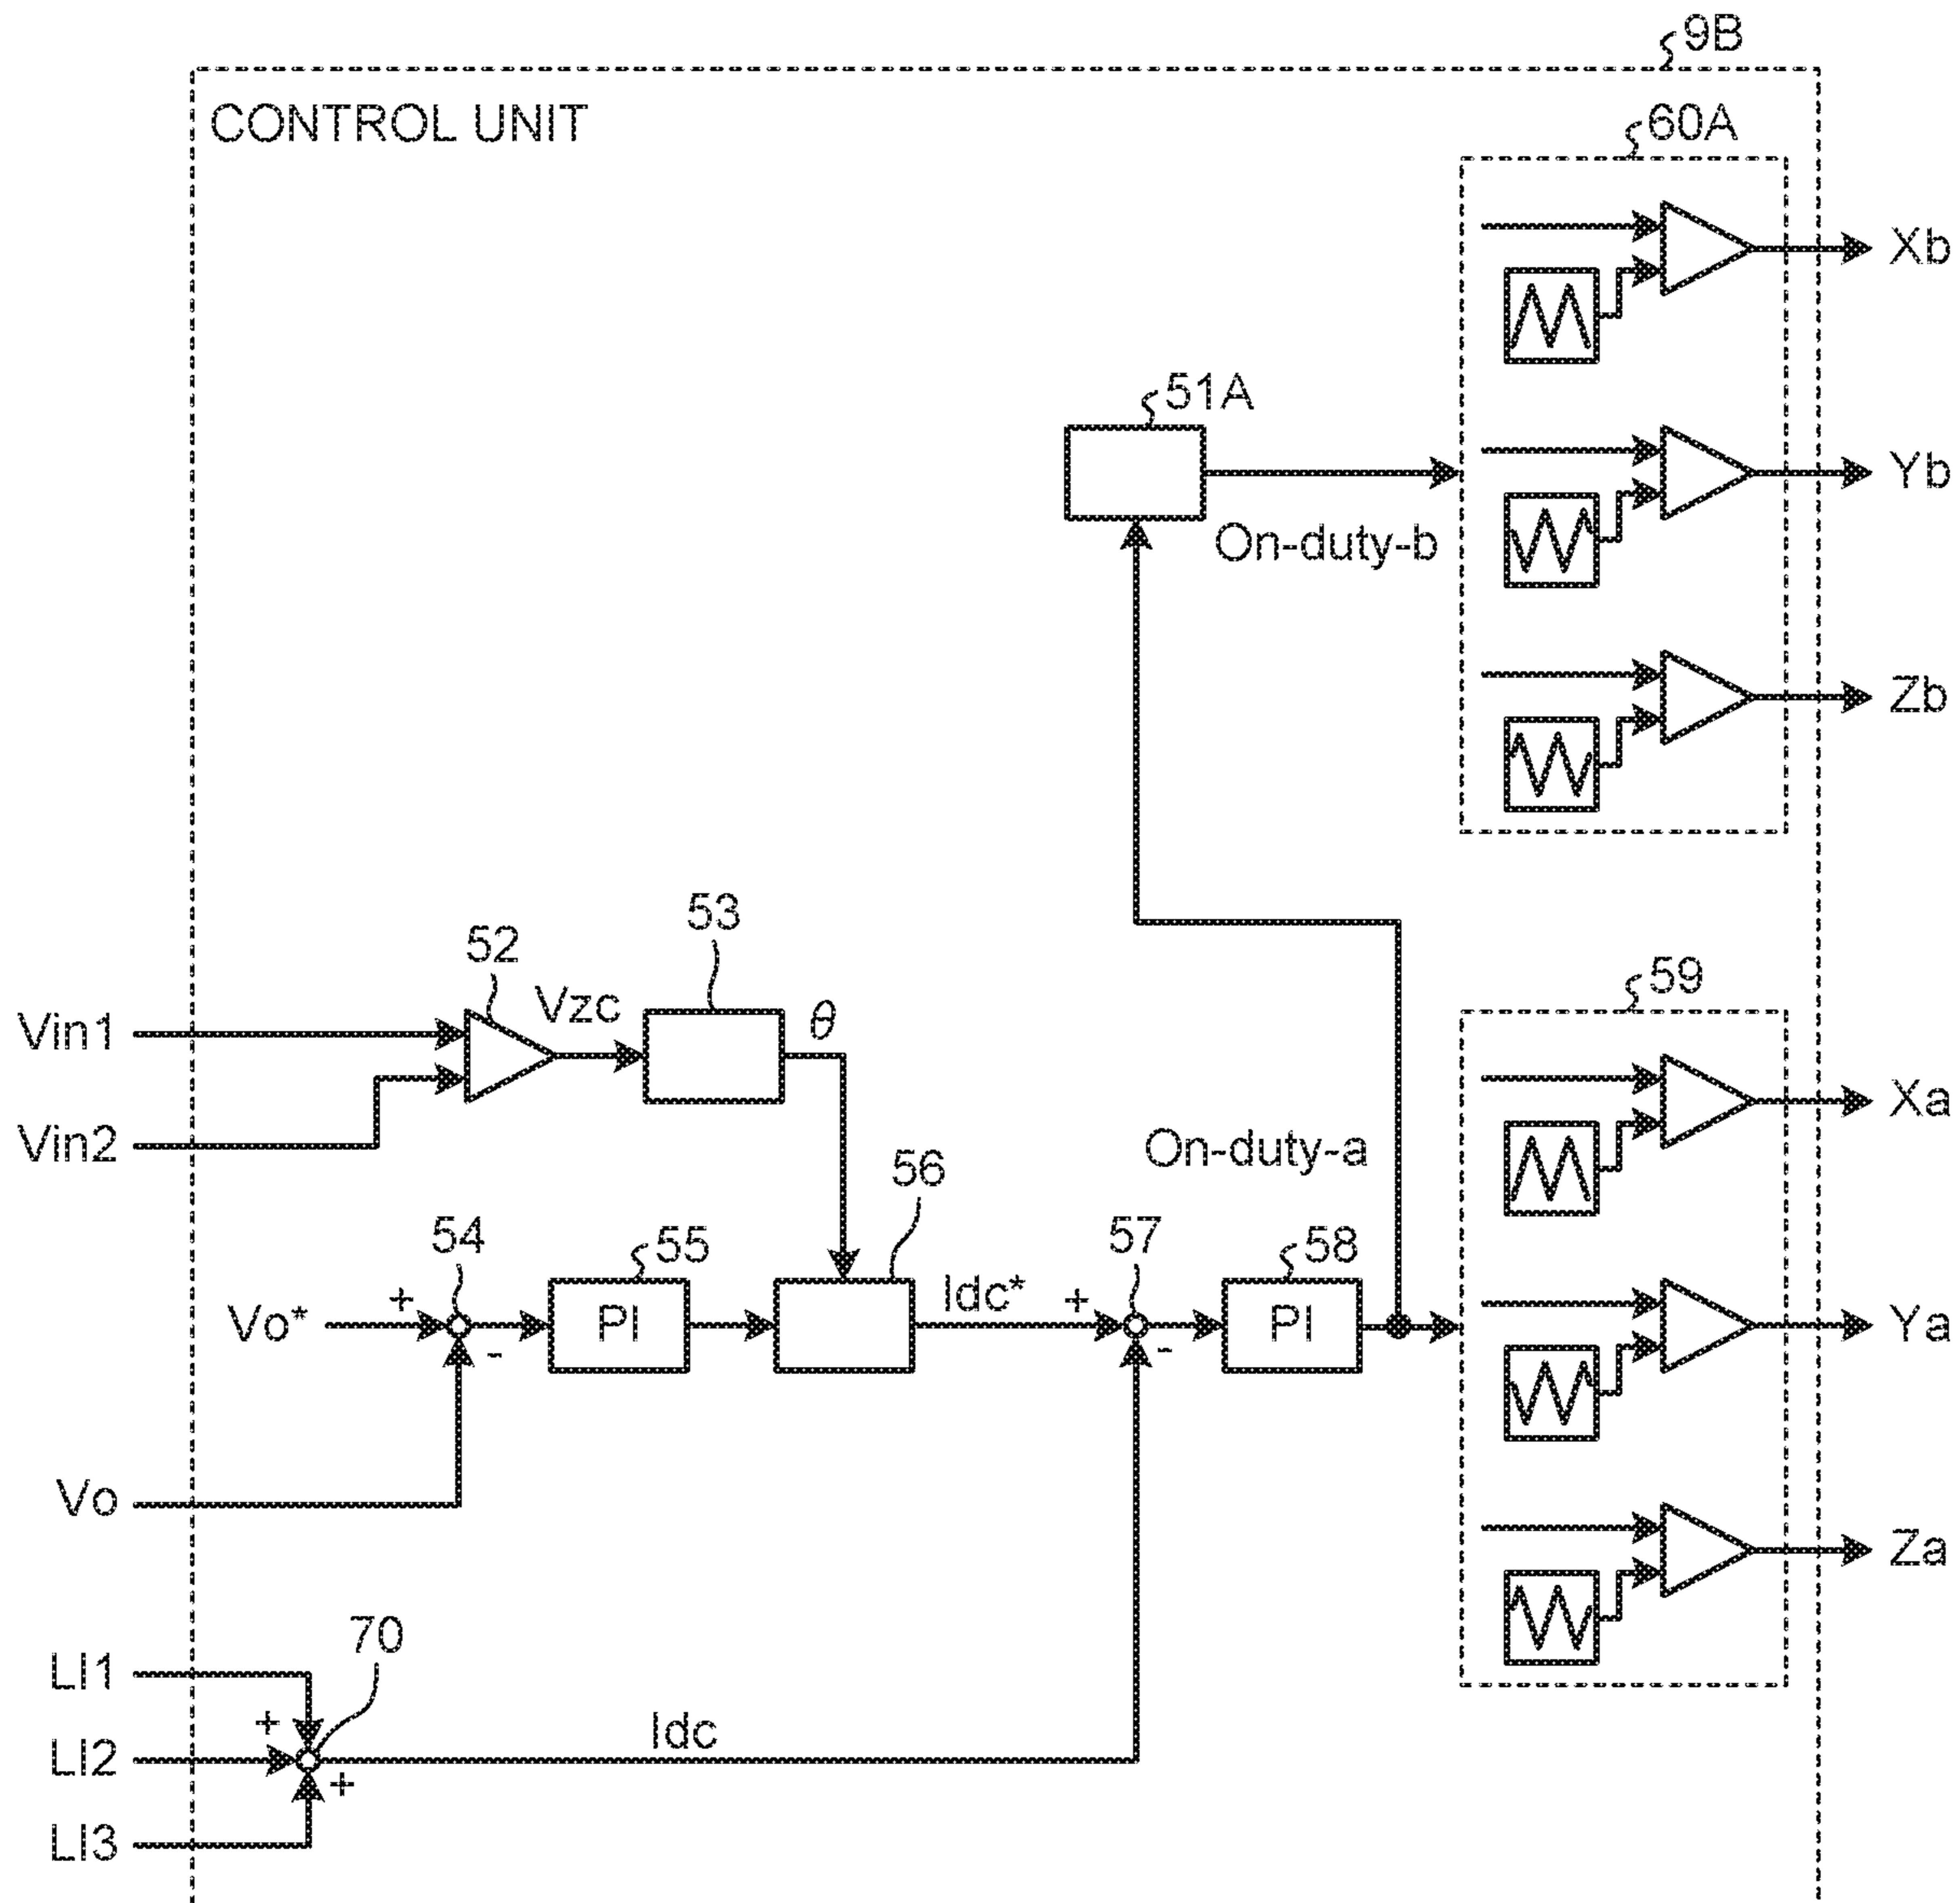 9B
CONTROL UNIT
60A
Xb
51A
Yb
On-duty-b
Zb
53
52
Vzc
θ
59
Vin1
Xa
Vin2
On-duty-a
56
54
55
57
58
Idc*
+
+
Vo*
PI
PI
Ya
-
-
Vo
Za
70
LI1
+
Idc
LI2
+
LI3